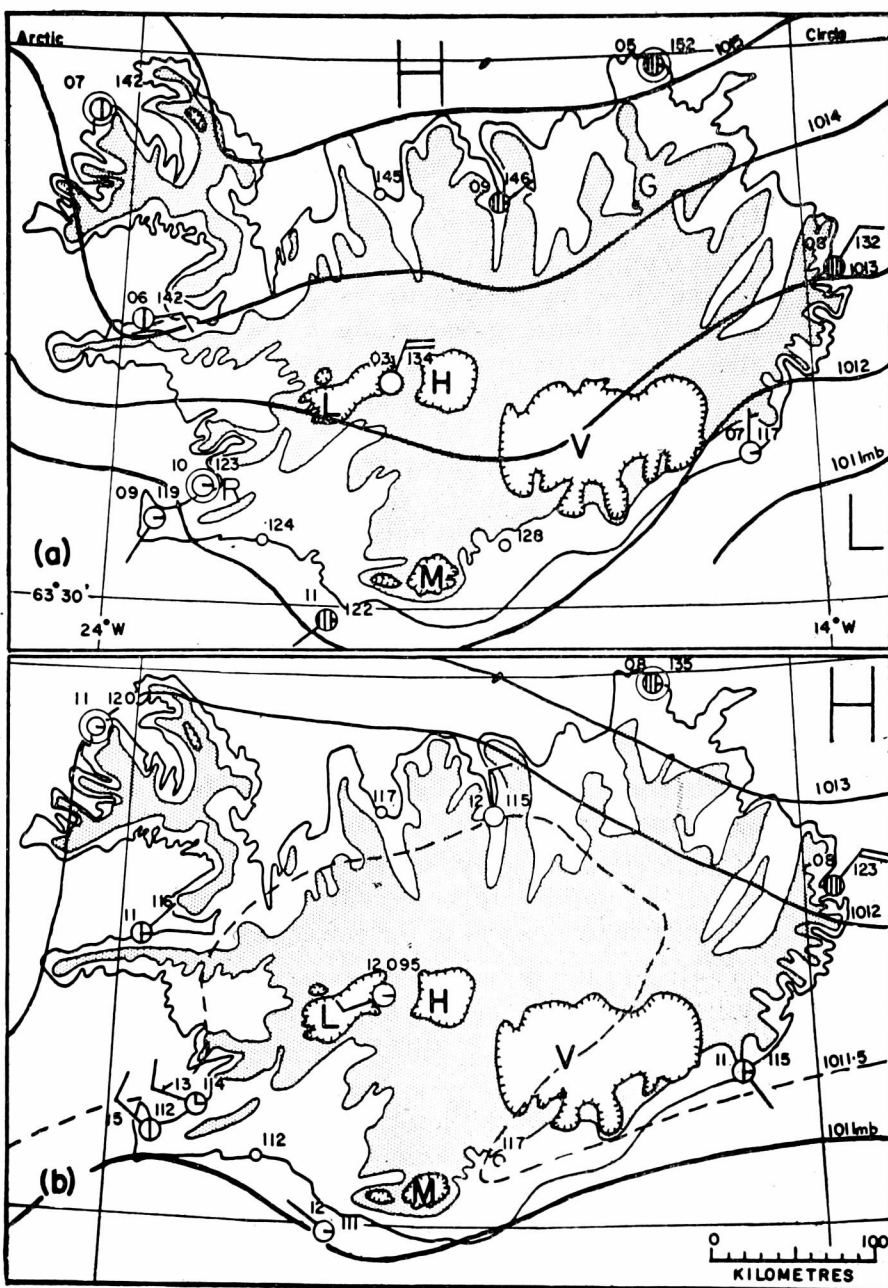 Arctic H 05 152 1015 Circle
07 142
1014
145 09 146 G
08 132
1013
06 142
03 134 H
1012
L
V
07 117
10 123
R
1011mb
09 119
L
124 128
(a)
M
63° 30'
11 122
24° W 14° W
08 135
H
11 120
1013
117 12 115
08
123
116
11
1012
12 095
L H
V
11 115
13 114
1011·5
15 112
112 117
1011mb
(b)
M
12 111
0 100
KILOMETRES